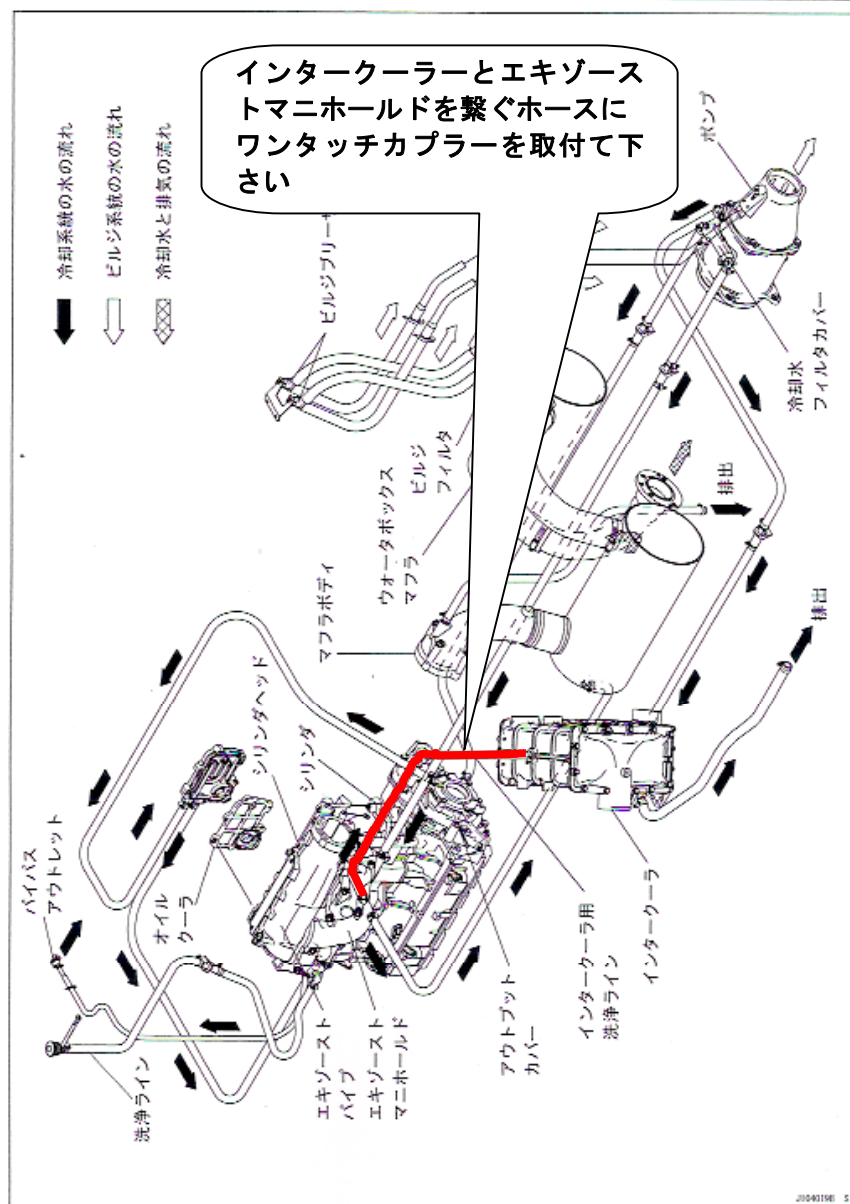 インタークーラーとエキゾース
トマニホールドを繋ぐホースに
ワンタッチカプラーを取付て下
さい
冷却系統の水の流れ
ビルジ系統の水の流れ
冷却水と排気の流れ
ビルジブリー
ポンプ
冷却水
フィルタカバー
ビルジ
フィルタ
ウォータボックス
マフラ
マフラボディ
排出
排出
シリンダヘッド
シリンダ
オイル
クーラ
バイパス
アウトレット
洗浄ライン
エキゾースト
パイプ
エキゾースト
マニホールド
アウトプット
カバー
インタークーラ用
洗浄ライン
インタークーラ